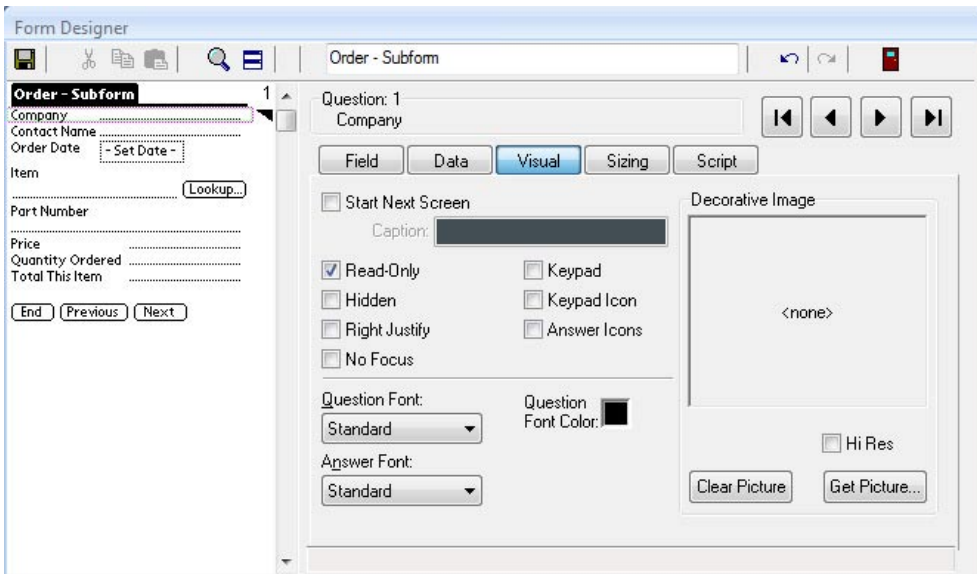 Form Designer
Order - Subform
Order - Subform 1
Company
Contact Name
Order Date - Set Date -
Item
Lookup...
Part Number
Price
Quantity Ordered
Total This Item
End Previous Next
Question: 1
Company
Field Data Visual Sizing Script
Start Next Screen
Caption:
Read-Only Keypad
Hidden Keypad Icon
Right Justify Answer Icons
No Focus
Question Font: Question
Font Color:
Standard
Answer Font:
Standard
Decorative Image
<none>
Hi Res
Clear Picture Get Picture...